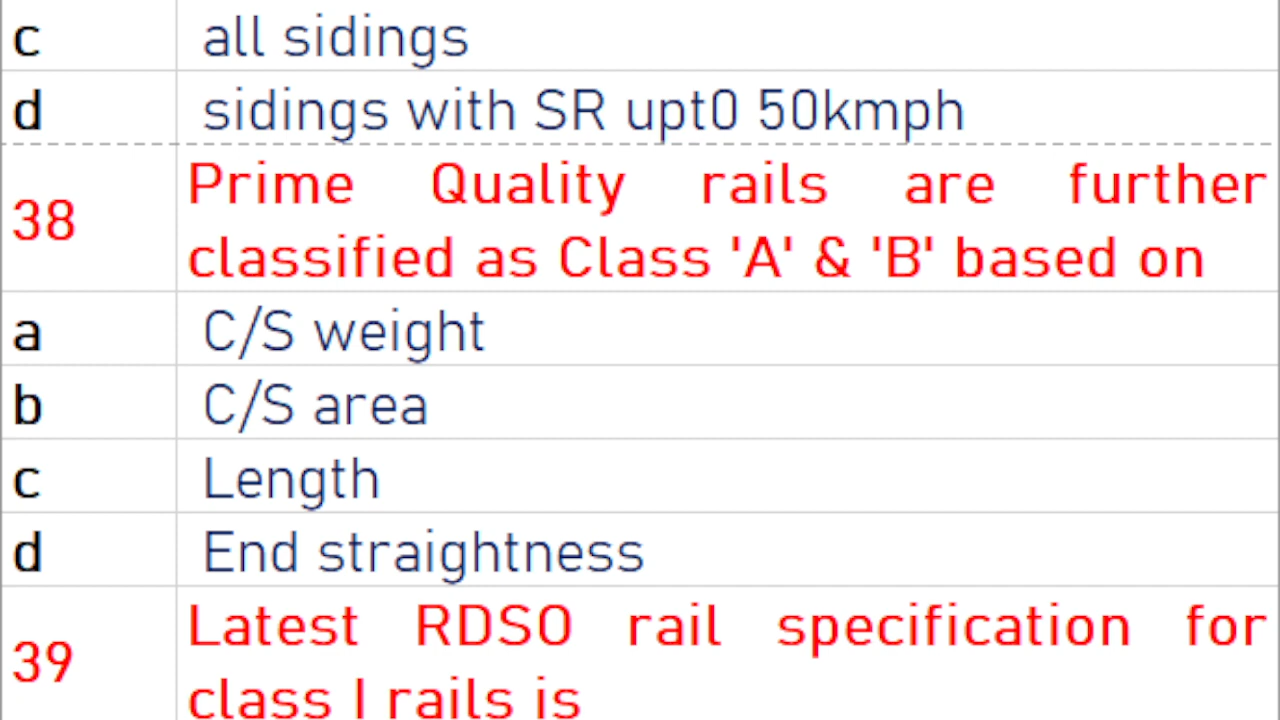 c all sidings
d sidings with SR upt0 50kmph
38 Prime Quality rails are further
classified as Class 'A' & 'B' based on
a C/S weight
b C/S area
c Length
d End straightness
39 Latest RDSO rail specification for
class I rails is